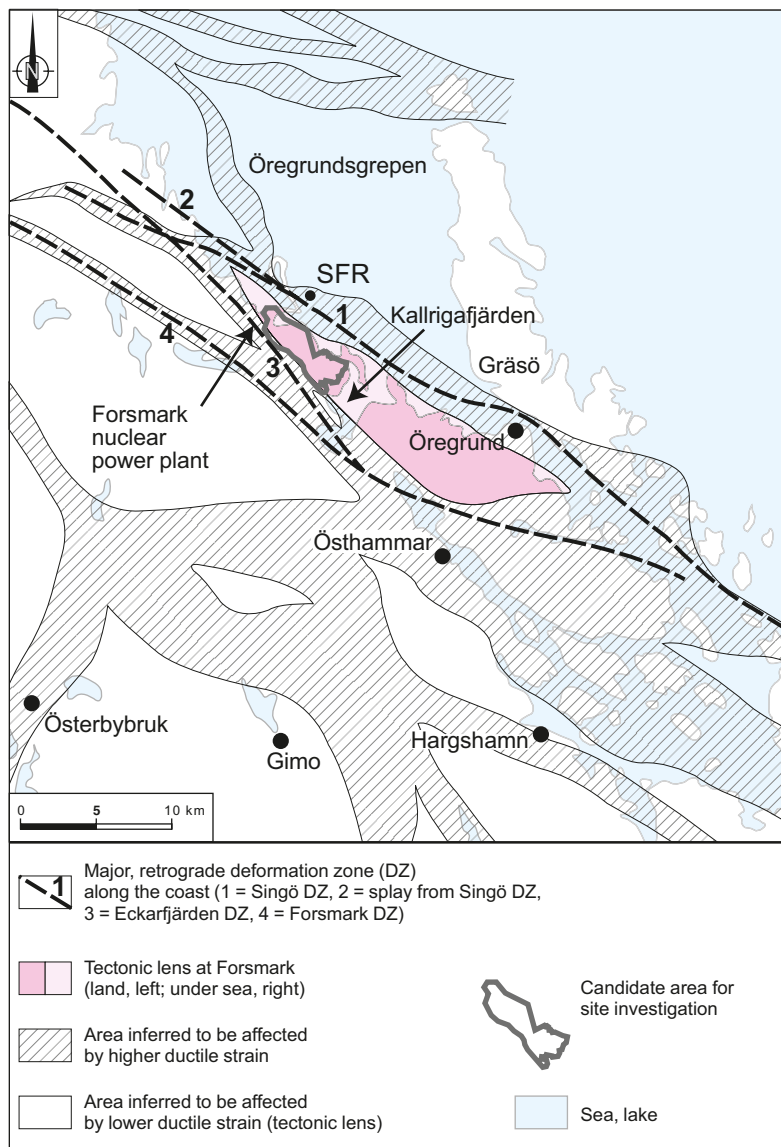 N
Öregrundsgrepen
2
SFR
1
Kallrigafjärden
4
3
Gräsö
Forsmark
nuclear
power plant
Öregrund
Östhammar
Österbybruk
Gimo
Hargshamn
0 5 10 km
1
Major, retrograde deformation zone (DZ)
along the coast (1 = Singö DZ, 2 = splay from Singö DZ,
3 = Eckarfjärden DZ, 4 = Forsmark DZ)
Tectonic lens at Forsmark
(land, left; under sea, right)
Candidate area for
site investigation
Area inferred to be affected
by higher ductile strain
Area inferred to be affected
by lower ductile strain (tectonic lens)
Sea, lake